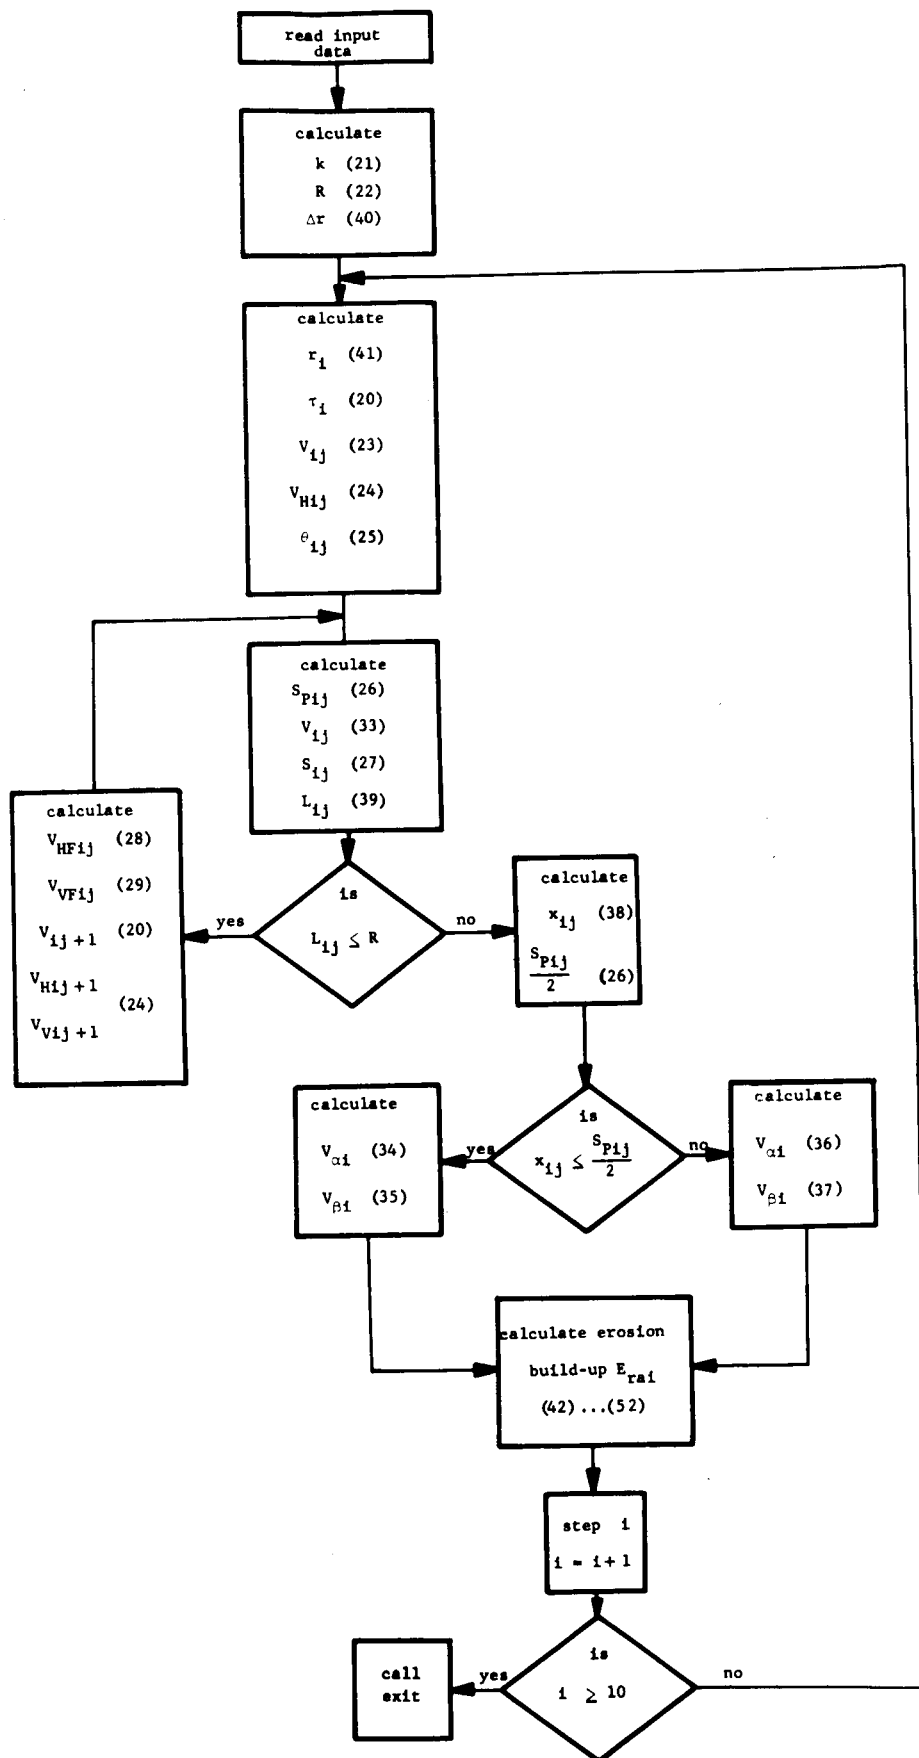 read input
data
calculate
k (21)
R (22)
Δr (40)
calculate
r_i (41)
τ_i (20)
V_ij (23)
V_Hij (24)
θ_ij (25)
calculate
S_Pij (26)
V_ij (33)
S_ij (27)
L_ij (39)
calculate
V_HFij (28)
V_VFij (29)
V_ij+1 (20)
V_Hij+1
(24)
V_Vij+1
yes
is
L_ij ≤ R
no
calculate
x_ij (38)
S_Pij/2 (26)
calculate
V_αi (34)
V_βi (35)
yes
is
x_ij ≤ S_Pij/2
no
calculate
V_αi (36)
V_βi (37)
calculate erosion
build-up E_rai
(42)...(52)
step i
i = i+1
call
exit
yes
is
i ≥ 10
no